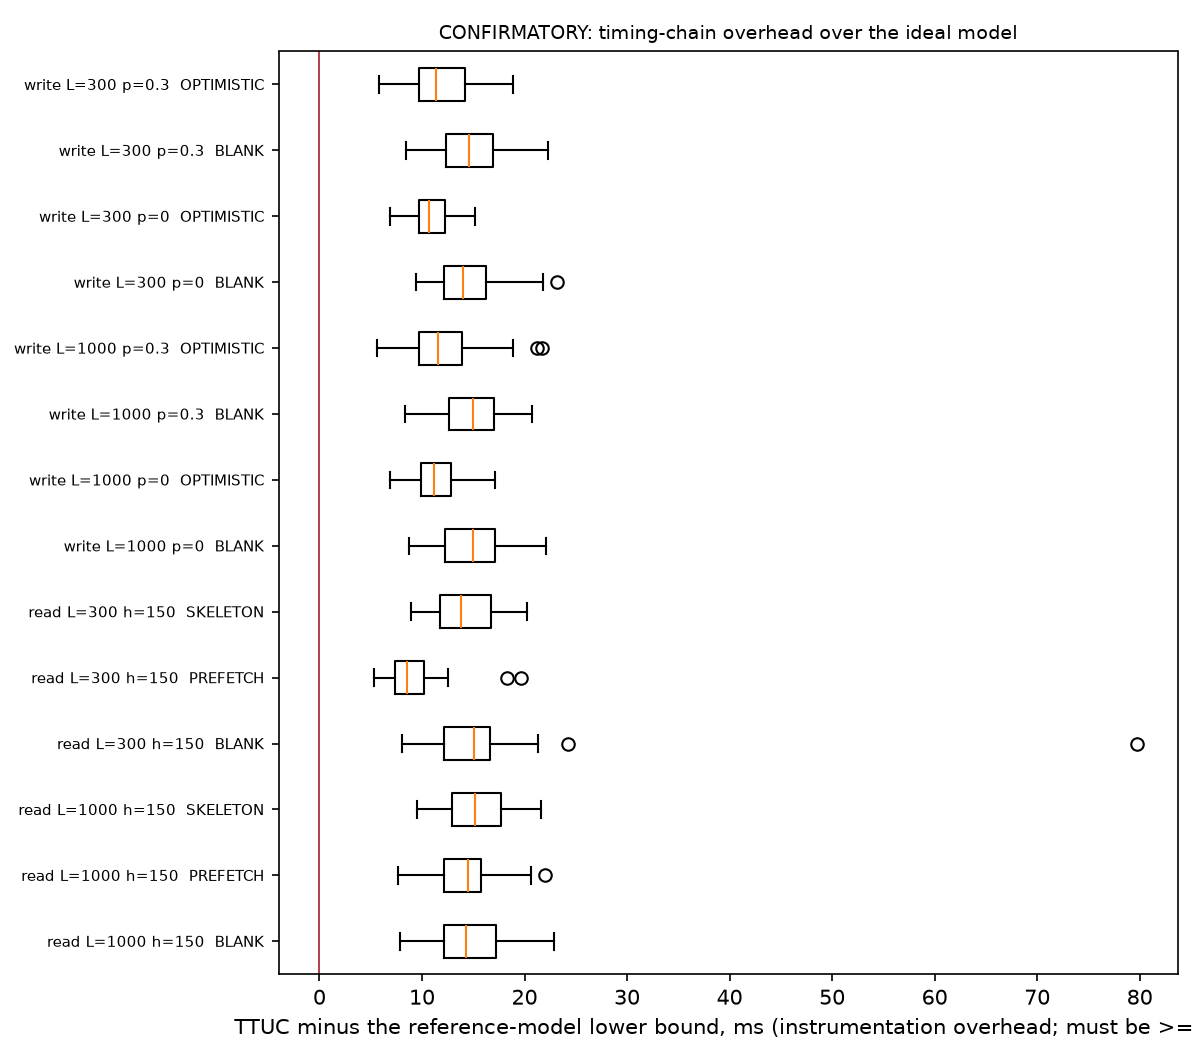 CONFIRMATORY: timing-chain overhead over the ideal model
write L=300 p=0.3  OPTIMISTIC
write L=300 p=0.3  BLANK
write L=300 p=0  OPTIMISTIC
write L=300 p=0  BLANK
write L=1000 p=0.3  OPTIMISTIC
write L=1000 p=0.3  BLANK
write L=1000 p=0  OPTIMISTIC
write L=1000 p=0  BLANK
read L=300 h=150  SKELETON
read L=300 h=150  PREFETCH
read L=300 h=150  BLANK
read L=1000 h=150  SKELETON
read L=1000 h=150  PREFETCH
read L=1000 h=150  BLANK
0 10 20 30 40 50 60 70 80
TTUC minus the reference-model lower bound, ms (instrumentation overhead; must be >=